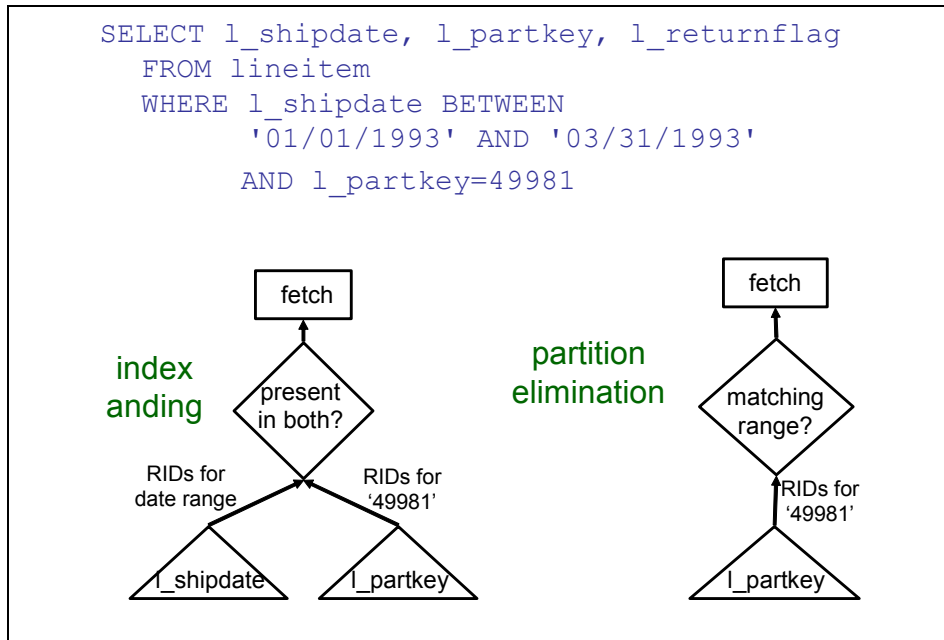 SELECT l_shipdate, l_partkey, l_returnflag
FROM lineitem
WHERE l_shipdate BETWEEN
'01/01/1993' AND '03/31/1993'
AND l_partkey=49981
fetch
index
anding
present
in both?
RIDs for
date range
RIDs for
‘49981’
l_shipdate
l_partkey
fetch
partition
elimination
matching
range?
RIDs for
‘49981’
l_partkey